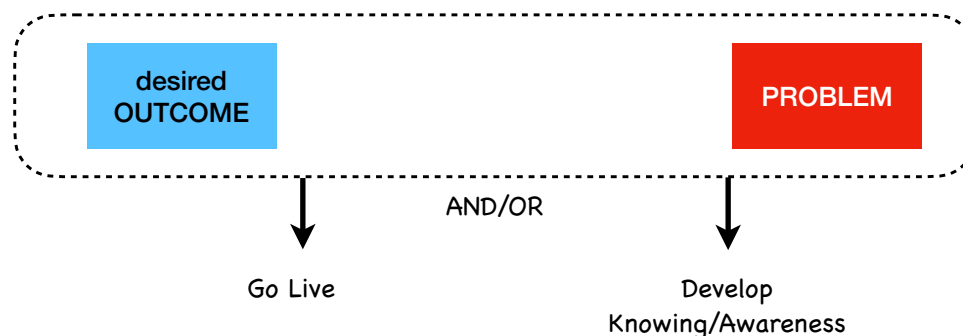 desired
OUTCOME
PROBLEM
AND/OR
Go Live
Develop
Knowing/Awareness